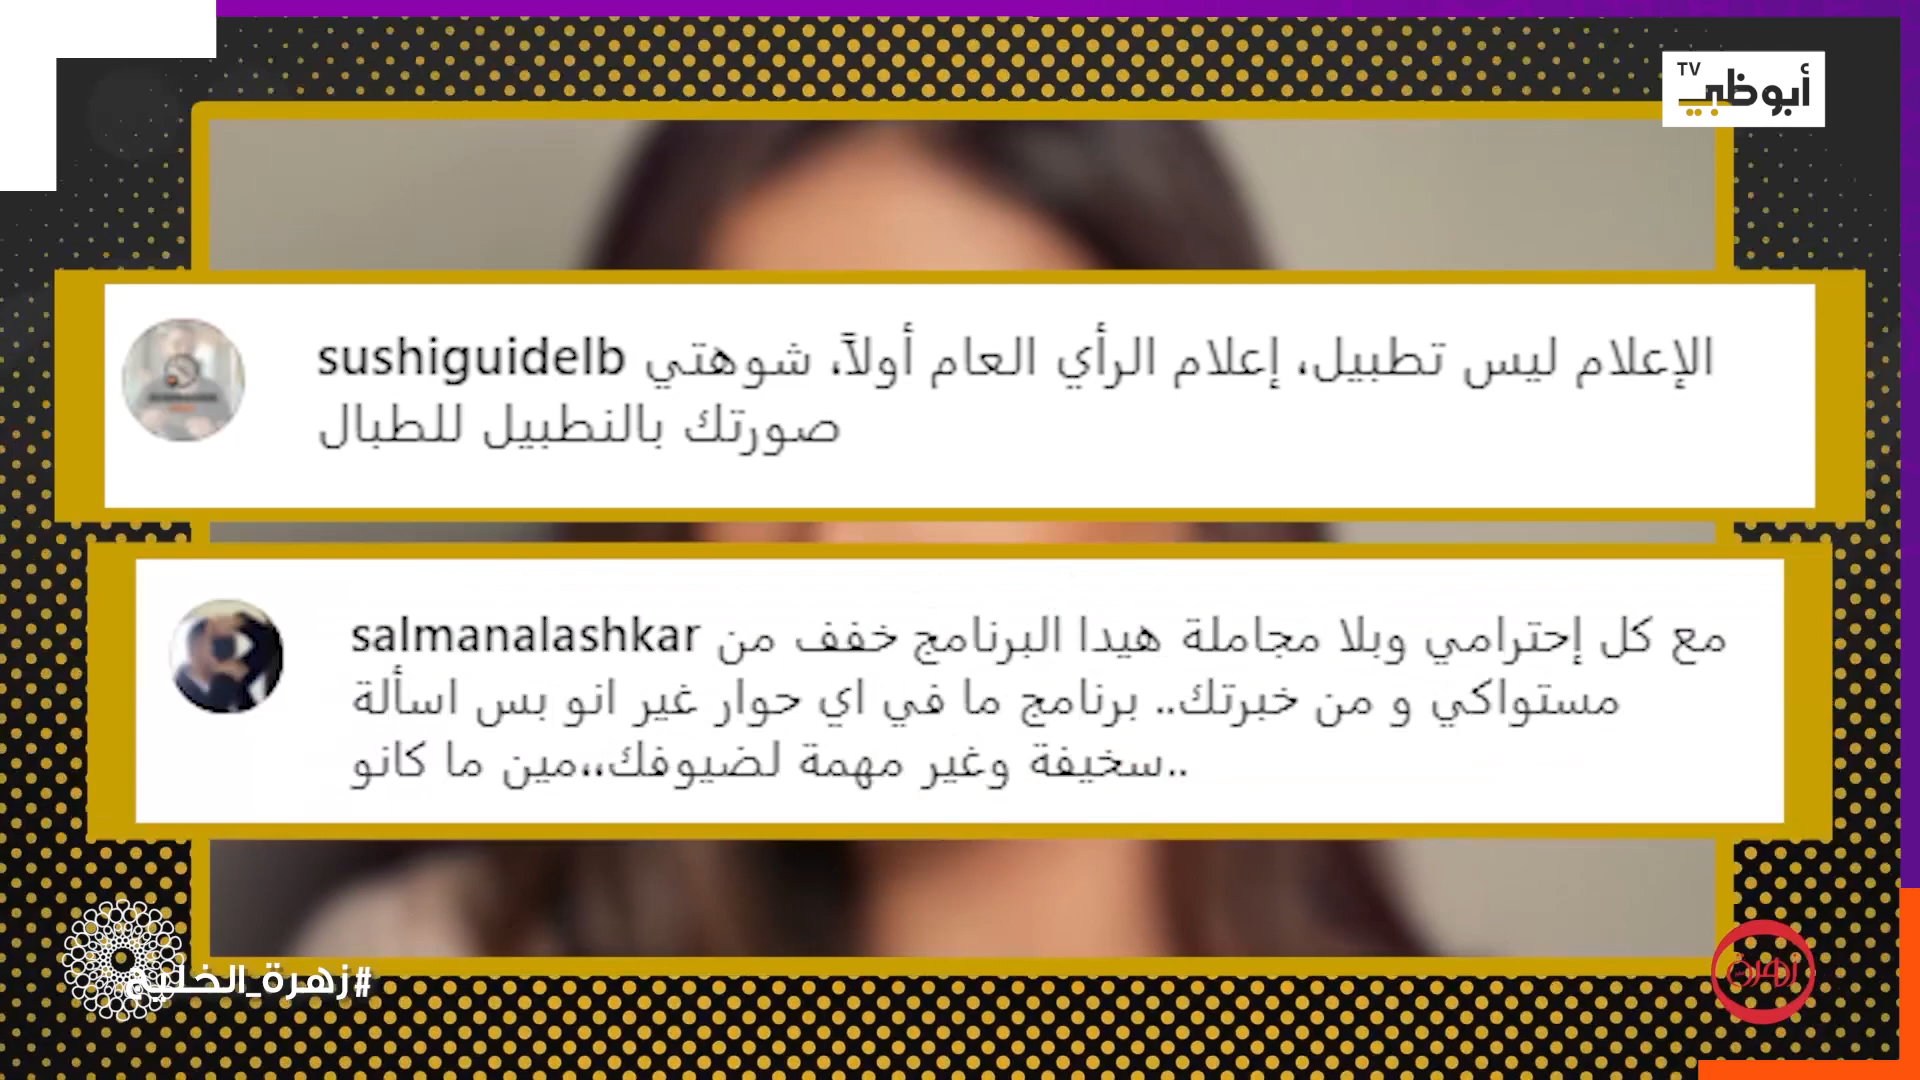 TV
أبوظبي
sushiguidelb الإعلام ليس تطبيل، إعلام الرأي العام أولاً، شوهتي
صورتك بالنطبيل للطبال
salmanalashkar مع كل إحترامي وبلا مجاملة هيدا البرنامج خفف من
مستواكي و من خبرتك.. برنامج ما في اي حوار غير انو بس اسألة
سخيفة وغير مهمة لضيوفك،،مين ما كانو..
#زهرة_الخليج
زهرة